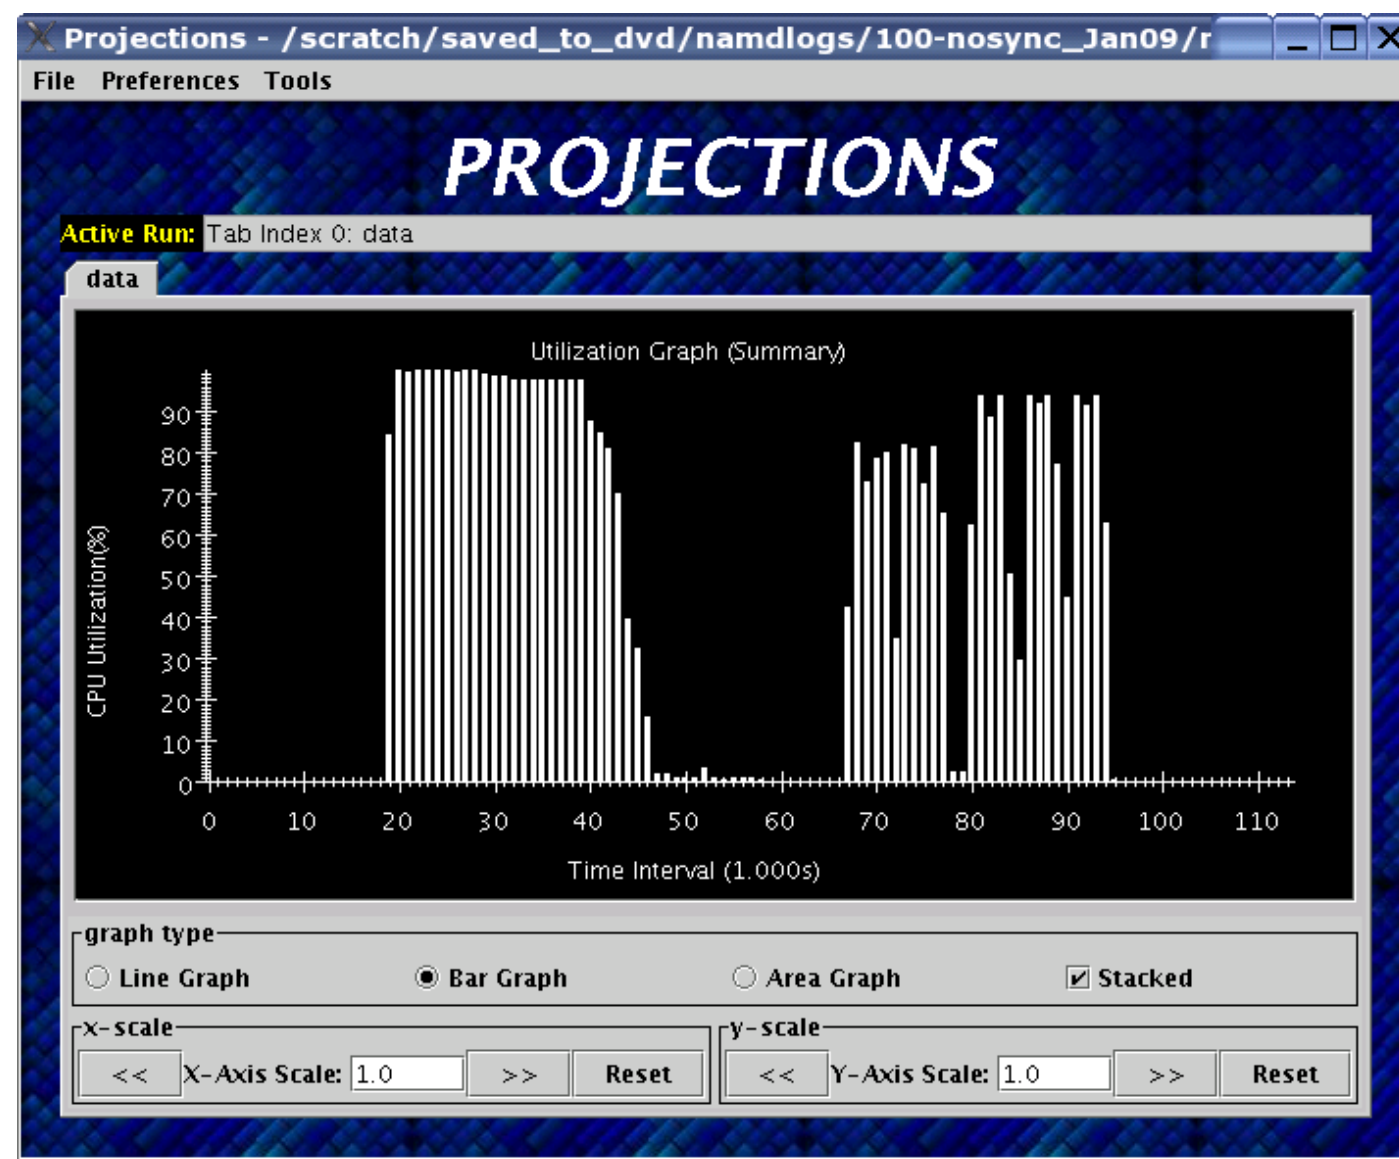 Projections - /scratch/saved_to_dvd/namdlogs/100-nosync_Jan09/r
File Preferences Tools
PROJECTIONS
Active Run: Tab Index 0: data
data
Utilization Graph (Summary)
90
80
70
60
50
40
30
20
10
0
CPU Utilization(%)
0 10 20 30 40 50 60 70 80 90 100 110
Time Interval (1.000s)
graph type
Line Graph Bar Graph Area Graph Stacked
x-scale y-scale
<< X-Axis Scale: 1.0 >> Reset << Y-Axis Scale: 1.0 >> Reset